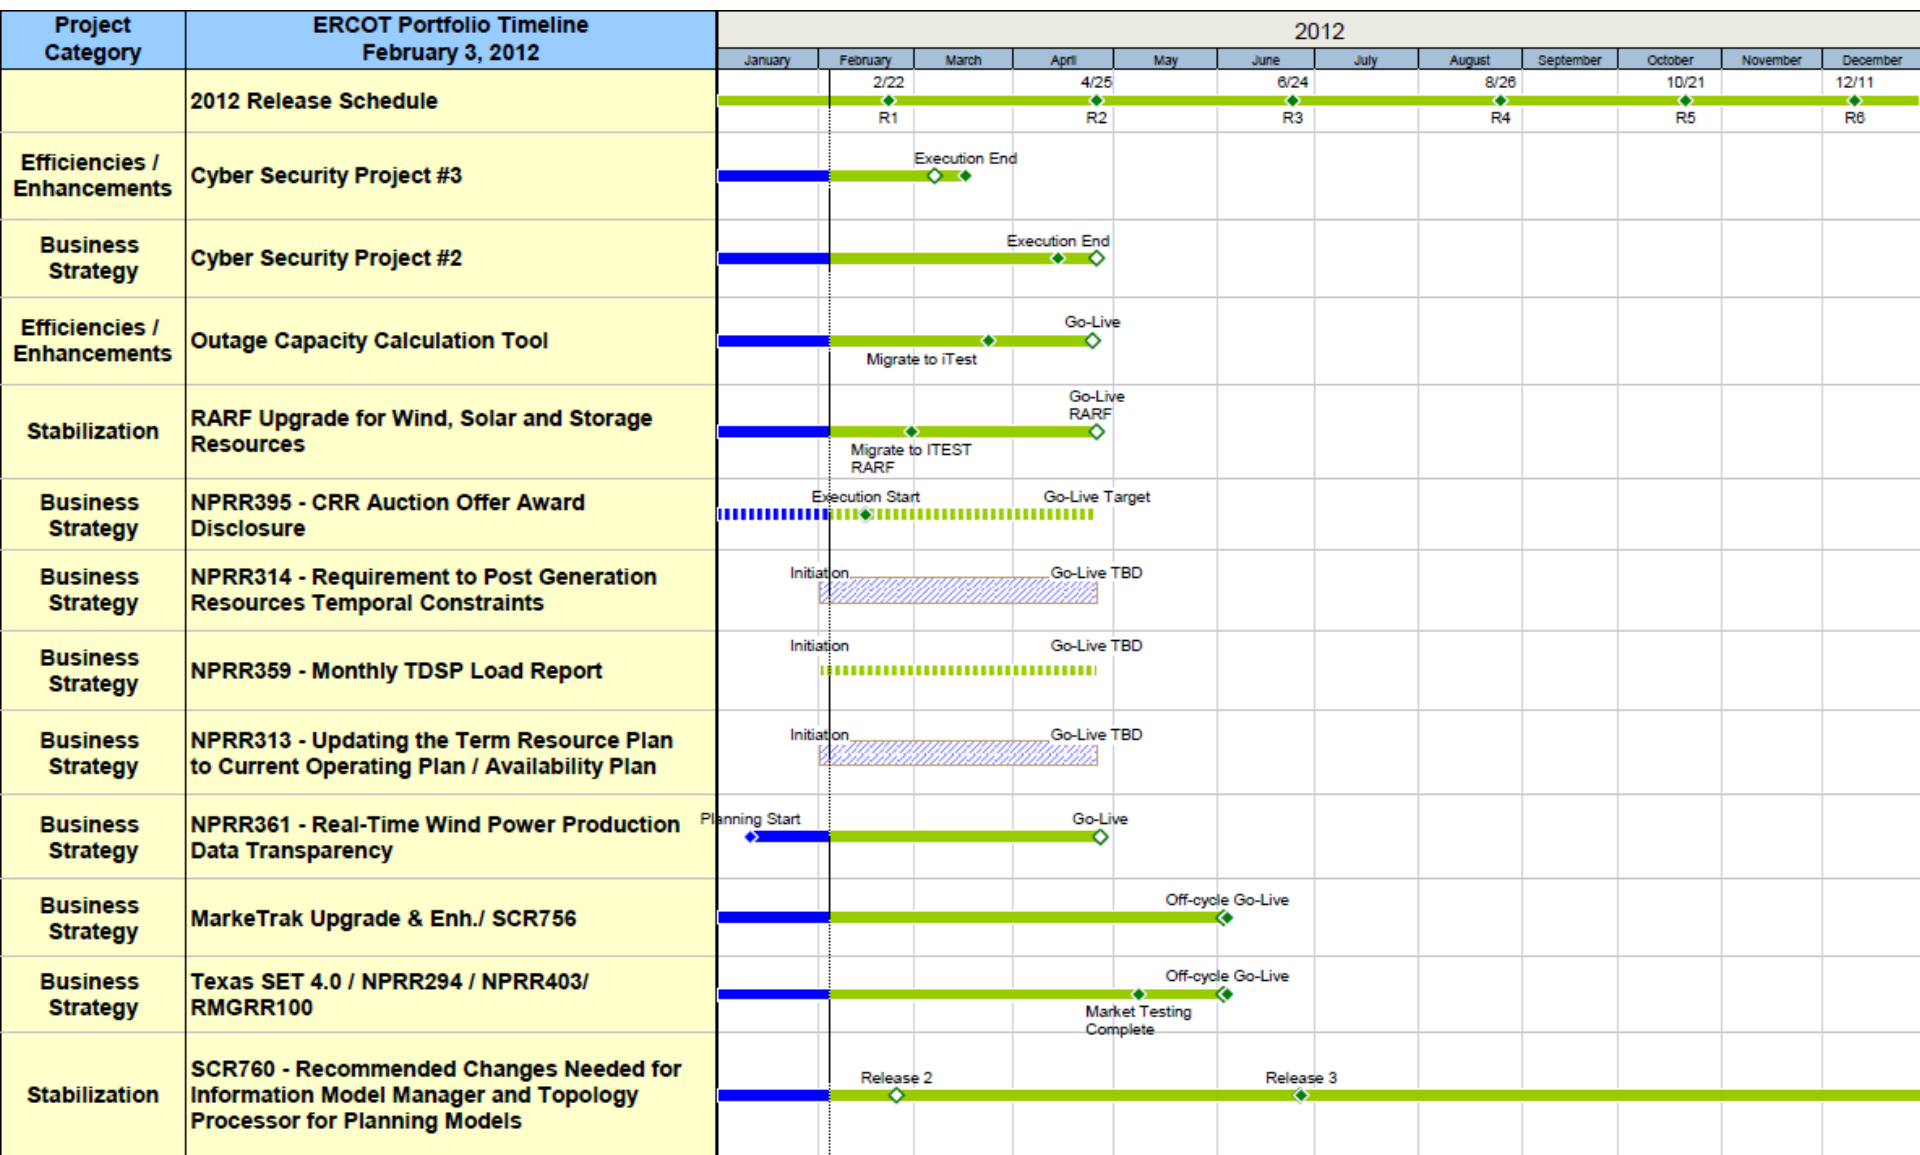 Project
Category
ERCOT Portfolio Timeline
February 3, 2012
2012
January February March April May June July August September October November December
2012 Release Schedule
2/22 4/25 6/24 8/26 10/21 12/11
R1 R2 R3 R4 R5 R6
Efficiencies /
Enhancements
Cyber Security Project #3
Execution End
Business
Strategy
Cyber Security Project #2
Execution End
Efficiencies /
Enhancements
Outage Capacity Calculation Tool
Go-Live
Migrate to iTest
Stabilization
RARF Upgrade for Wind, Solar and Storage
Resources
Go-Live
RARF
Migrate to ITEST
RARF
Business
Strategy
NPRR395 - CRR Auction Offer Award
Disclosure
Execution Start Go-Live Target
Business
Strategy
NPRR314 - Requirement to Post Generation
Resources Temporal Constraints
Initiation Go-Live TBD
Business
Strategy
NPRR359 - Monthly TDSP Load Report
Initiation Go-Live TBD
Business
Strategy
NPRR313 - Updating the Term Resource Plan
to Current Operating Plan / Availability Plan
Initiation Go-Live TBD
Business
Strategy
NPRR361 - Real-Time Wind Power Production
Data Transparency
Planning Start Go-Live
Business
Strategy
MarkeTrak Upgrade & Enh./ SCR756
Off-cycle Go-Live
Business
Strategy
Texas SET 4.0 / NPRR294 / NPRR403/
RMGRR100
Off-cycle Go-Live
Market Testing
Complete
Stabilization
SCR760 - Recommended Changes Needed for
Information Model Manager and Topology
Processor for Planning Models
Release 2 Release 3